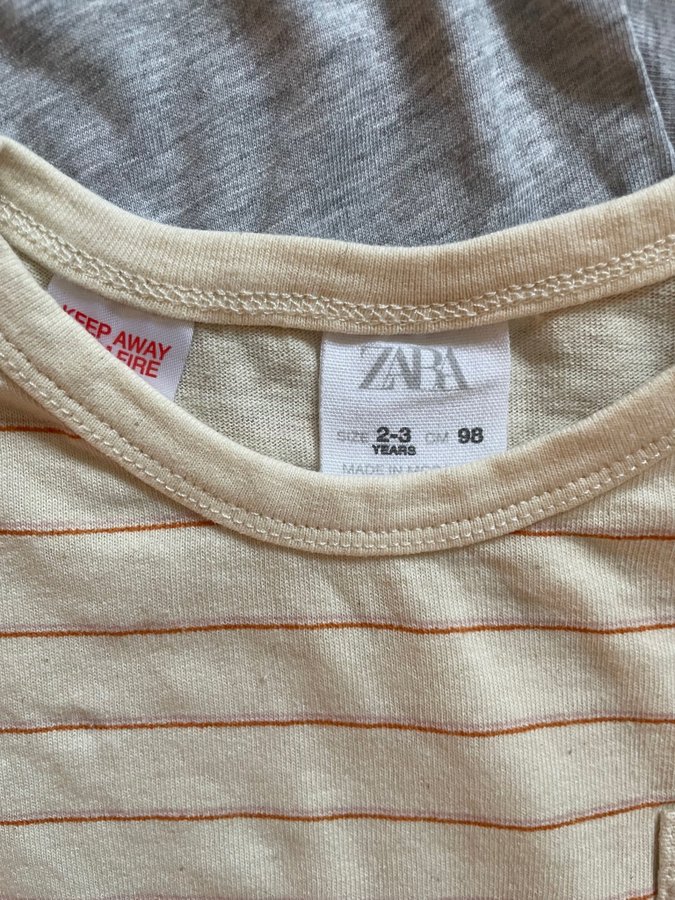 KEEP AWAY
FIRE
ZARA
SIZE 2-3 CM 98
YEARS
MADE IN